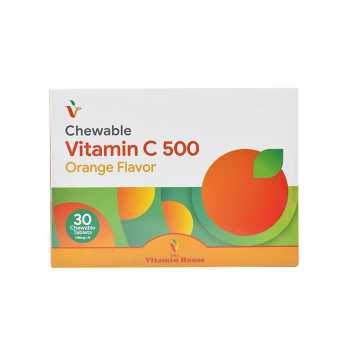 Chewable
Vitamin C 500
Orange Flavor
30
Chewable
Tablets
Vitamin House